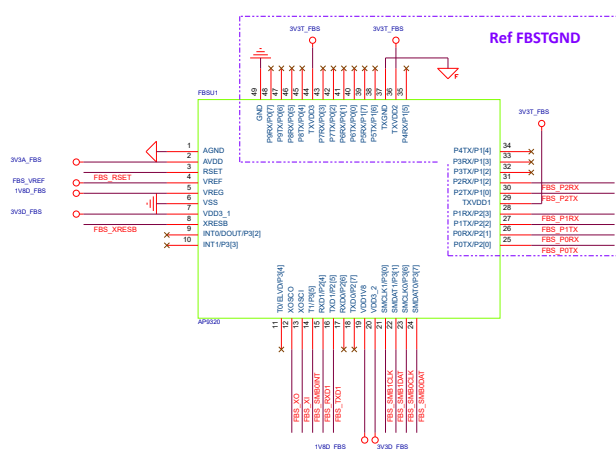 Ref FBSTGND
3V3T_FBS
3V3T_FBS
F
3V3T_FBS
FBSU1
49
48
47
46
45
44
43
42
41
40
39
38
37
36
35
GND
P9RX/P0[7]
P9TX/P0[6]
P8RX/P0[5]
P8TX/P0[4]
TXVDD3
P7RX/P0[3]
P7TX/P0[2]
P6RX/P0[1]
P6TX/P0[0]
P5RX/P1[7]
P5TX/P1[6]
TXGND
TXVDD2
P4RX/P1[5]
1 AGND
3V3A_FBS 2 AVDD
FBS_RSET 3 RSET
FBS_VREF 4 VREF
1V8D_FBS 5 VREG
6 VSS
3V3D_FBS 7 VDD3_1
FBS_XRESB 8 XRESB
9 INT0/DOUT/P3[2]
10 INT1/P3[3]
P4TX/P1[4] 34
P3RX/P1[3] 33
P3TX/P1[2] 32
P2RX/P1[1] 31 FBS_P2RX
P2TX/P1[0] 30 FBS_P2TX
TXVDD1 29
P1RX/P2[3] 28 FBS_P1RX
P1TX/P2[2] 27 FBS_P1TX
P0RX/P2[1] 26 FBS_P0RX
P0TX/P2[0] 25 FBS_P0TX
T0/ELVD/P3[4]
XOSCO
XOSCI
T1/P3[5]
RXD1/P2[4]
TXD1/P2[5]
RXD0/P2[6]
TXD0/P2[7]
VDD1V8
VDD3_2
SMCLK1/P3[0]
SMDAT1/P3[1]
SMCLK0/P3[6]
SMDAT0/P3[7]
AP9320
11
12
13
14
15
16
17
18
19
20
21
22
23
24
FBS_XO
FBS_XI
FBS_SMB0INT
FBS_RXD1
FBS_TXD1
FBS_SMB1CLK
FBS_SMB1DAT
FBS_SMB0CLK
FBS_SMB0DAT
1V8D_FBS
3V3D_FBS